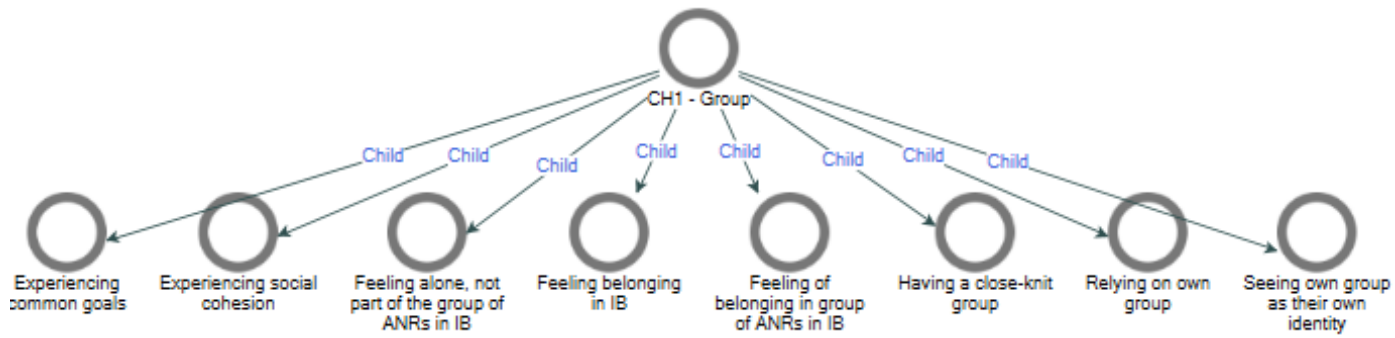 CH1 - Group
Child
Child
Child
Child
Child
Child
Child
Child
Experiencing
common goals
Experiencing social
cohesion
Feeling alone, not
part of the group of
ANRs in IB
Feeling belonging
in IB
Feeling of
belonging in group
of ANRs in IB
Having a close-knit
group
Relying on own
group
Seeing own group
as their own
identity